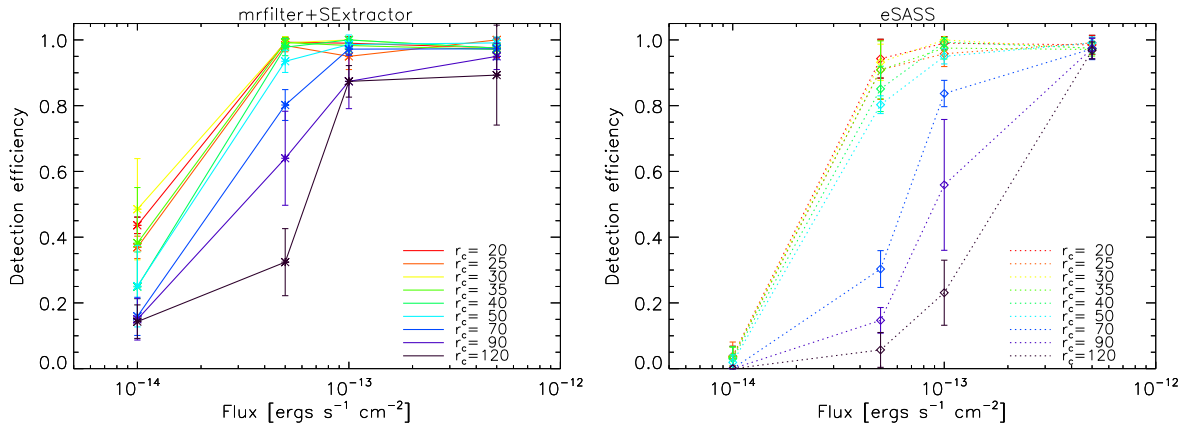 mrfilter+SExtractor
1.0
0.8
0.6
0.4
0.2
0.0
Detection efficiency
r_c= 20
r_c= 25
r_c= 30
r_c= 35
r_c= 40
r_c= 50
r_c= 70
r_c= 90
r_c=120
10^-14
10^-13
10^-12
Flux [ergs s^-1 cm^-2]
eSASS
1.0
0.8
0.6
0.4
0.2
0.0
Detection efficiency
r_c= 20
r_c= 25
r_c= 30
r_c= 35
r_c= 40
r_c= 50
r_c= 70
r_c= 90
r_c=120
10^-14
10^-13
10^-12
Flux [ergs s^-1 cm^-2]